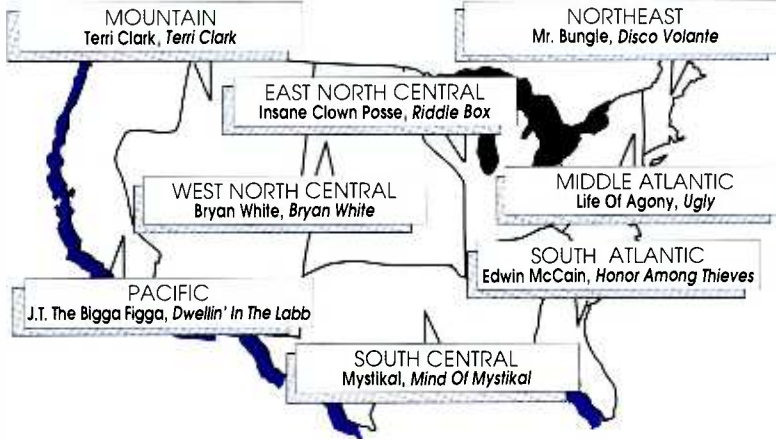 MOUNTAIN
Terri Clark, Terri Clark
NORTHEAST
Mr. Bungle, Disco Volante
EAST NORTH CENTRAL
Insane Clown Posse, Riddle Box
WEST NORTH CENTRAL
Bryan White, Bryan White
MIDDLE ATLANTIC
Life Of Agony, Ugly
SOUTH ATLANTIC
Edwin McCain, Honor Among Thieves
PACIFIC
J.T. The Bigga Figga, Dwellin' In The Labb
SOUTH CENTRAL
Mystikal, Mind Of Mystikal